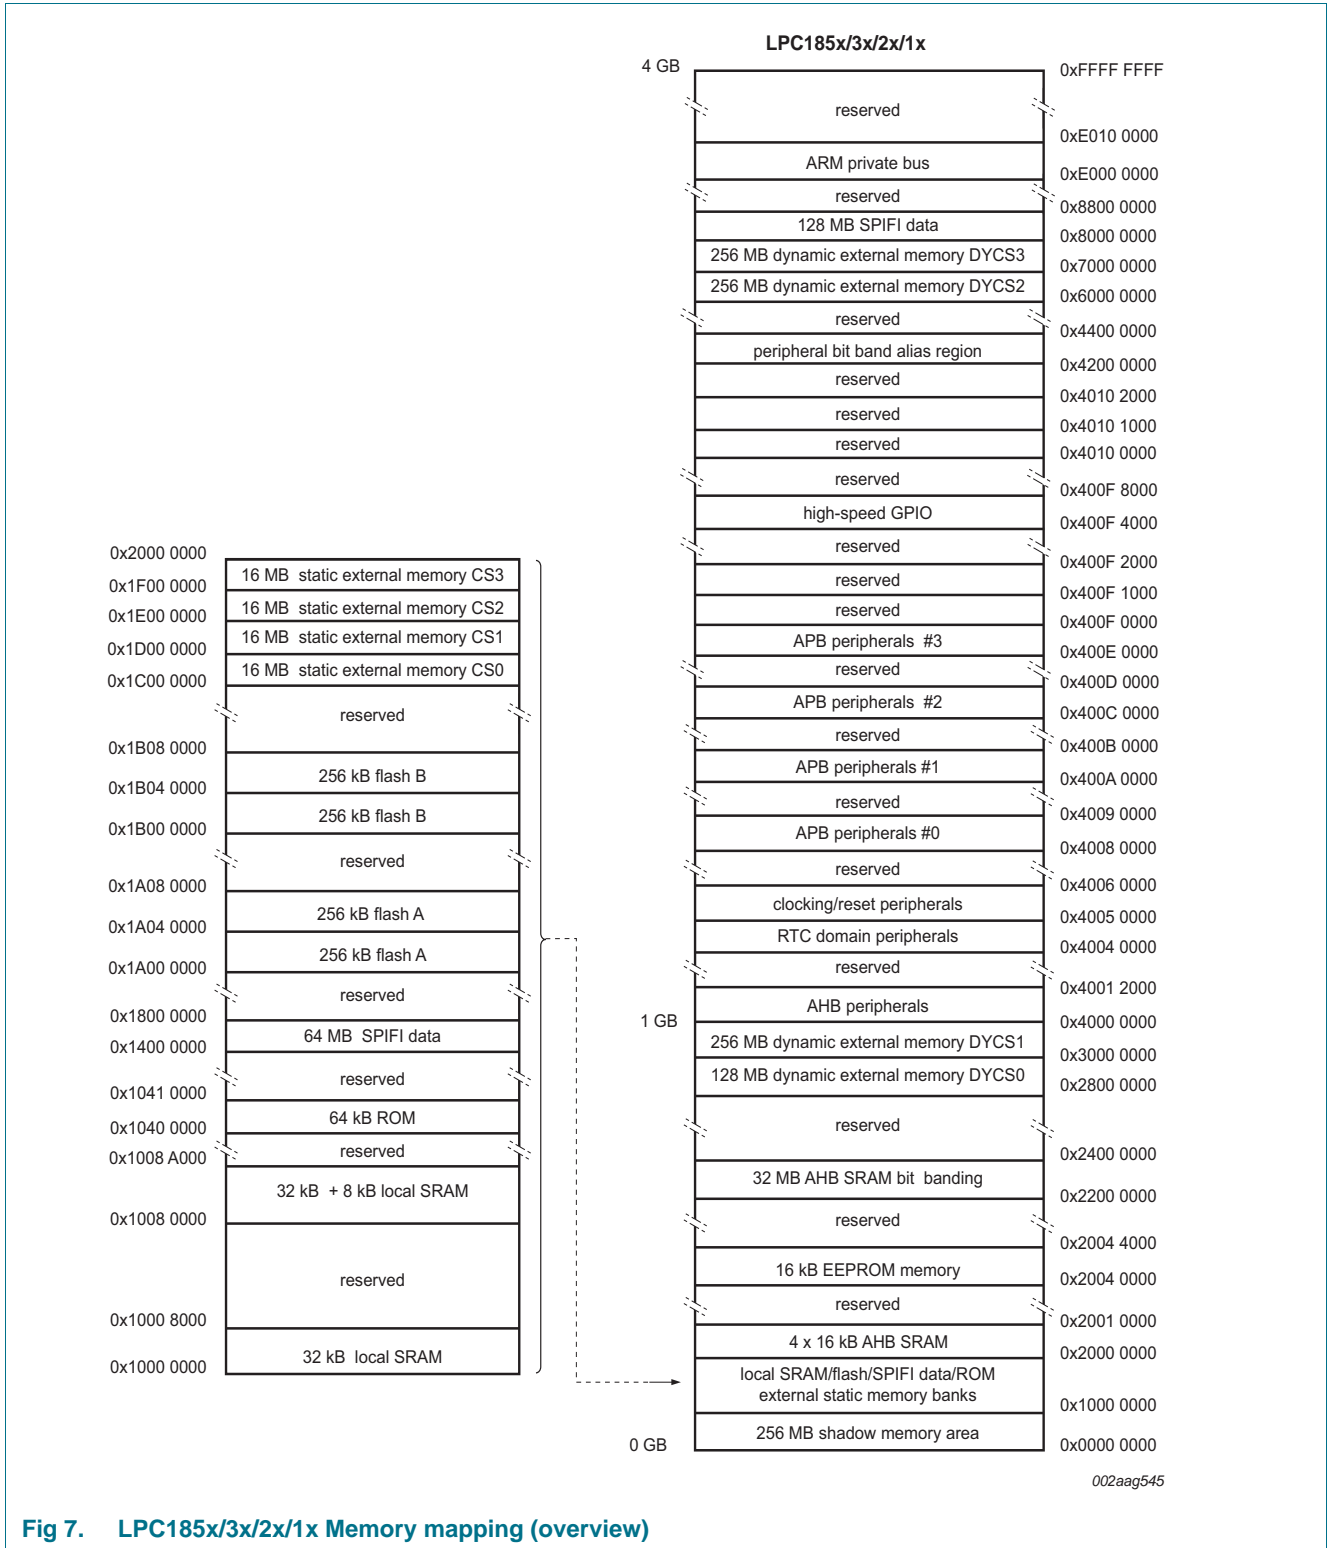 LPC185x/3x/2x/1x
4 GB
0xFFFF FFFF
reserved
0xE010 0000
ARM private bus
0xE000 0000
reserved
0x8800 0000
128 MB SPIFI data
0x8000 0000
256 MB dynamic external memory DYCS3
0x7000 0000
256 MB dynamic external memory DYCS2
0x6000 0000
reserved
0x4400 0000
peripheral bit band alias region
0x4200 0000
reserved
0x4010 2000
reserved
0x4010 1000
reserved
0x4010 0000
reserved
0x400F 8000
high-speed GPIO
0x400F 4000
reserved
0x400F 2000
reserved
0x400F 1000
reserved
0x400F 0000
APB peripherals #3
0x400E 0000
reserved
0x400D 0000
APB peripherals #2
0x400C 0000
reserved
0x400B 0000
APB peripherals #1
0x400A 0000
reserved
0x4009 0000
APB peripherals #0
0x4008 0000
reserved
0x4006 0000
clocking/reset peripherals
0x4005 0000
RTC domain peripherals
0x4004 0000
reserved
0x4001 2000
AHB peripherals
1 GB
0x4000 0000
256 MB dynamic external memory DYCS1
0x3000 0000
128 MB dynamic external memory DYCS0
0x2800 0000
reserved
0x2400 0000
32 MB AHB SRAM bit banding
0x2200 0000
reserved
0x2004 4000
16 kB EEPROM memory
0x2004 0000
reserved
0x2001 0000
4 x 16 kB AHB SRAM
0x2000 0000
local SRAM/flash/SPIFI data/ROM
external static memory banks
0x1000 0000
256 MB shadow memory area
0 GB
0x0000 0000
0x2000 0000
16 MB static external memory CS3
0x1F00 0000
16 MB static external memory CS2
0x1E00 0000
16 MB static external memory CS1
0x1D00 0000
16 MB static external memory CS0
0x1C00 0000
reserved
0x1B08 0000
256 kB flash B
0x1B04 0000
256 kB flash B
0x1B00 0000
reserved
0x1A08 0000
256 kB flash A
0x1A04 0000
256 kB flash A
0x1A00 0000
reserved
0x1800 0000
64 MB SPIFI data
0x1400 0000
reserved
0x1041 0000
64 kB ROM
0x1040 0000
reserved
0x1008 A000
32 kB + 8 kB local SRAM
0x1008 0000
reserved
0x1000 8000
32 kB local SRAM
0x1000 0000
002aag545
Fig 7. LPC185x/3x/2x/1x Memory mapping (overview)